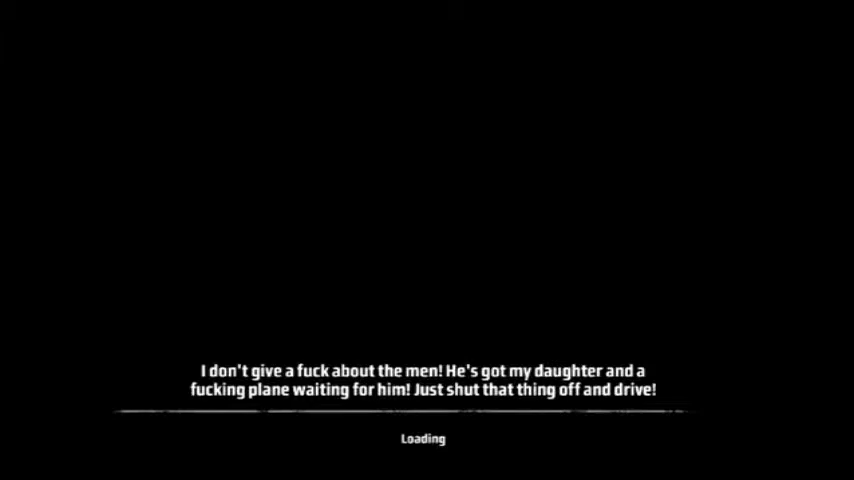 I don't give a fuck about the men! He's got my daughter and a
fucking plane waiting for him! Just shut that thing off and drive!
Loading